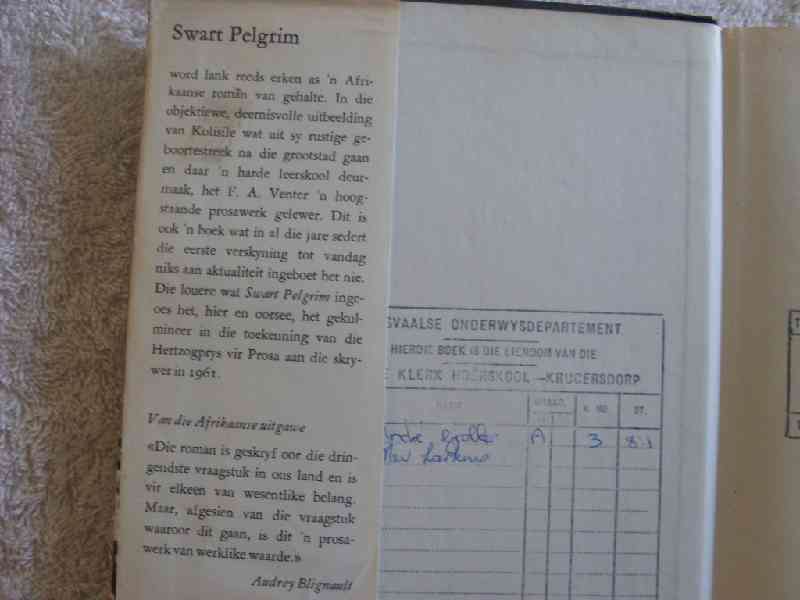 Swart Pelgrim
word lank reeds erken as 'n Afri-
kaanse roman van gehalte. In die
objektiewe, deernisvolle uitbeelding
van Kolisile wat uit sy rustige ge-
boortestreek na die grootstad gaan
en daar 'n harde leerskool deur-
maak, het F. A. Venter 'n hoog-
staande prosawerk gelewer. Dit is
ook 'n boek wat in al die jare sedert
die eerste verskyning tot vandag
niks aan aktualiteit ingeboet het nie.
Die louere wat Swart Pelgrim inge-
oes het, hier en oorsee, het gekul-
mineer in die toekenning van die
Hertzogprys vir Prosa aan die skry-
wer in 1961.
Van die Afrikaanse uitgawe
«Die roman is geskryf oor die drin-
gendste vraagstuk in ons land en is
vir elkeen van wesentlike belang.
Maar, afgesien van die vraagstuk
waaroor dit gaan, is dit 'n prosa-
werk van werklike waarde.»
Audrey Blignault
SVAALSE ONDERWYSDEPARTEMENT
HIERDIE BOEK IS DIE EIENDOM VAN DIE
E KLERK HOËRSKOOL —KRUGERSDORP
K. NO. ST.
A 3 81